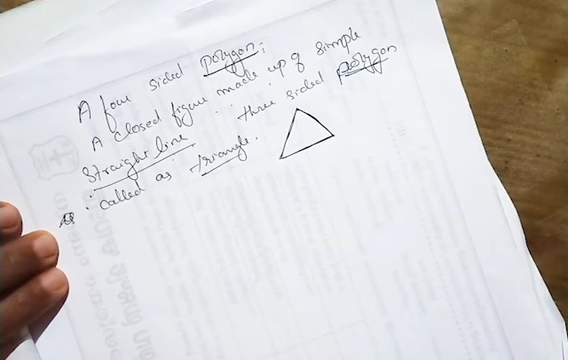 A four sided polygon:
A closed figure made up of simple
straight line .. three sided polygon
: called as triangle.